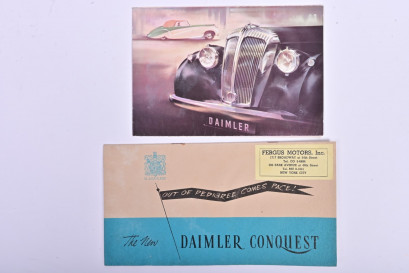 DAIMLER
FERGUS MOTORS, Inc.
NEW YORK CITY
OUT OF PEDIGREE COMES PACE!
The New DAIMLER CONQUEST